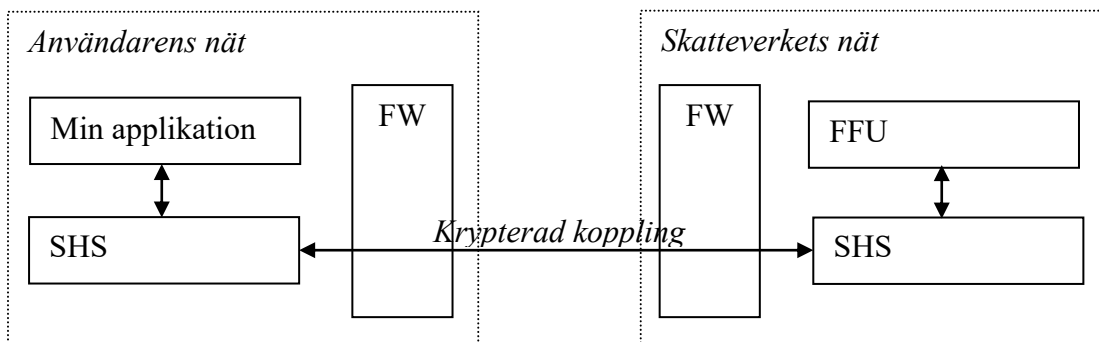 Användarens nät
Min applikation
FW
SHS
Krypterad koppling
Skatteverkets nät
FW
FFU
SHS